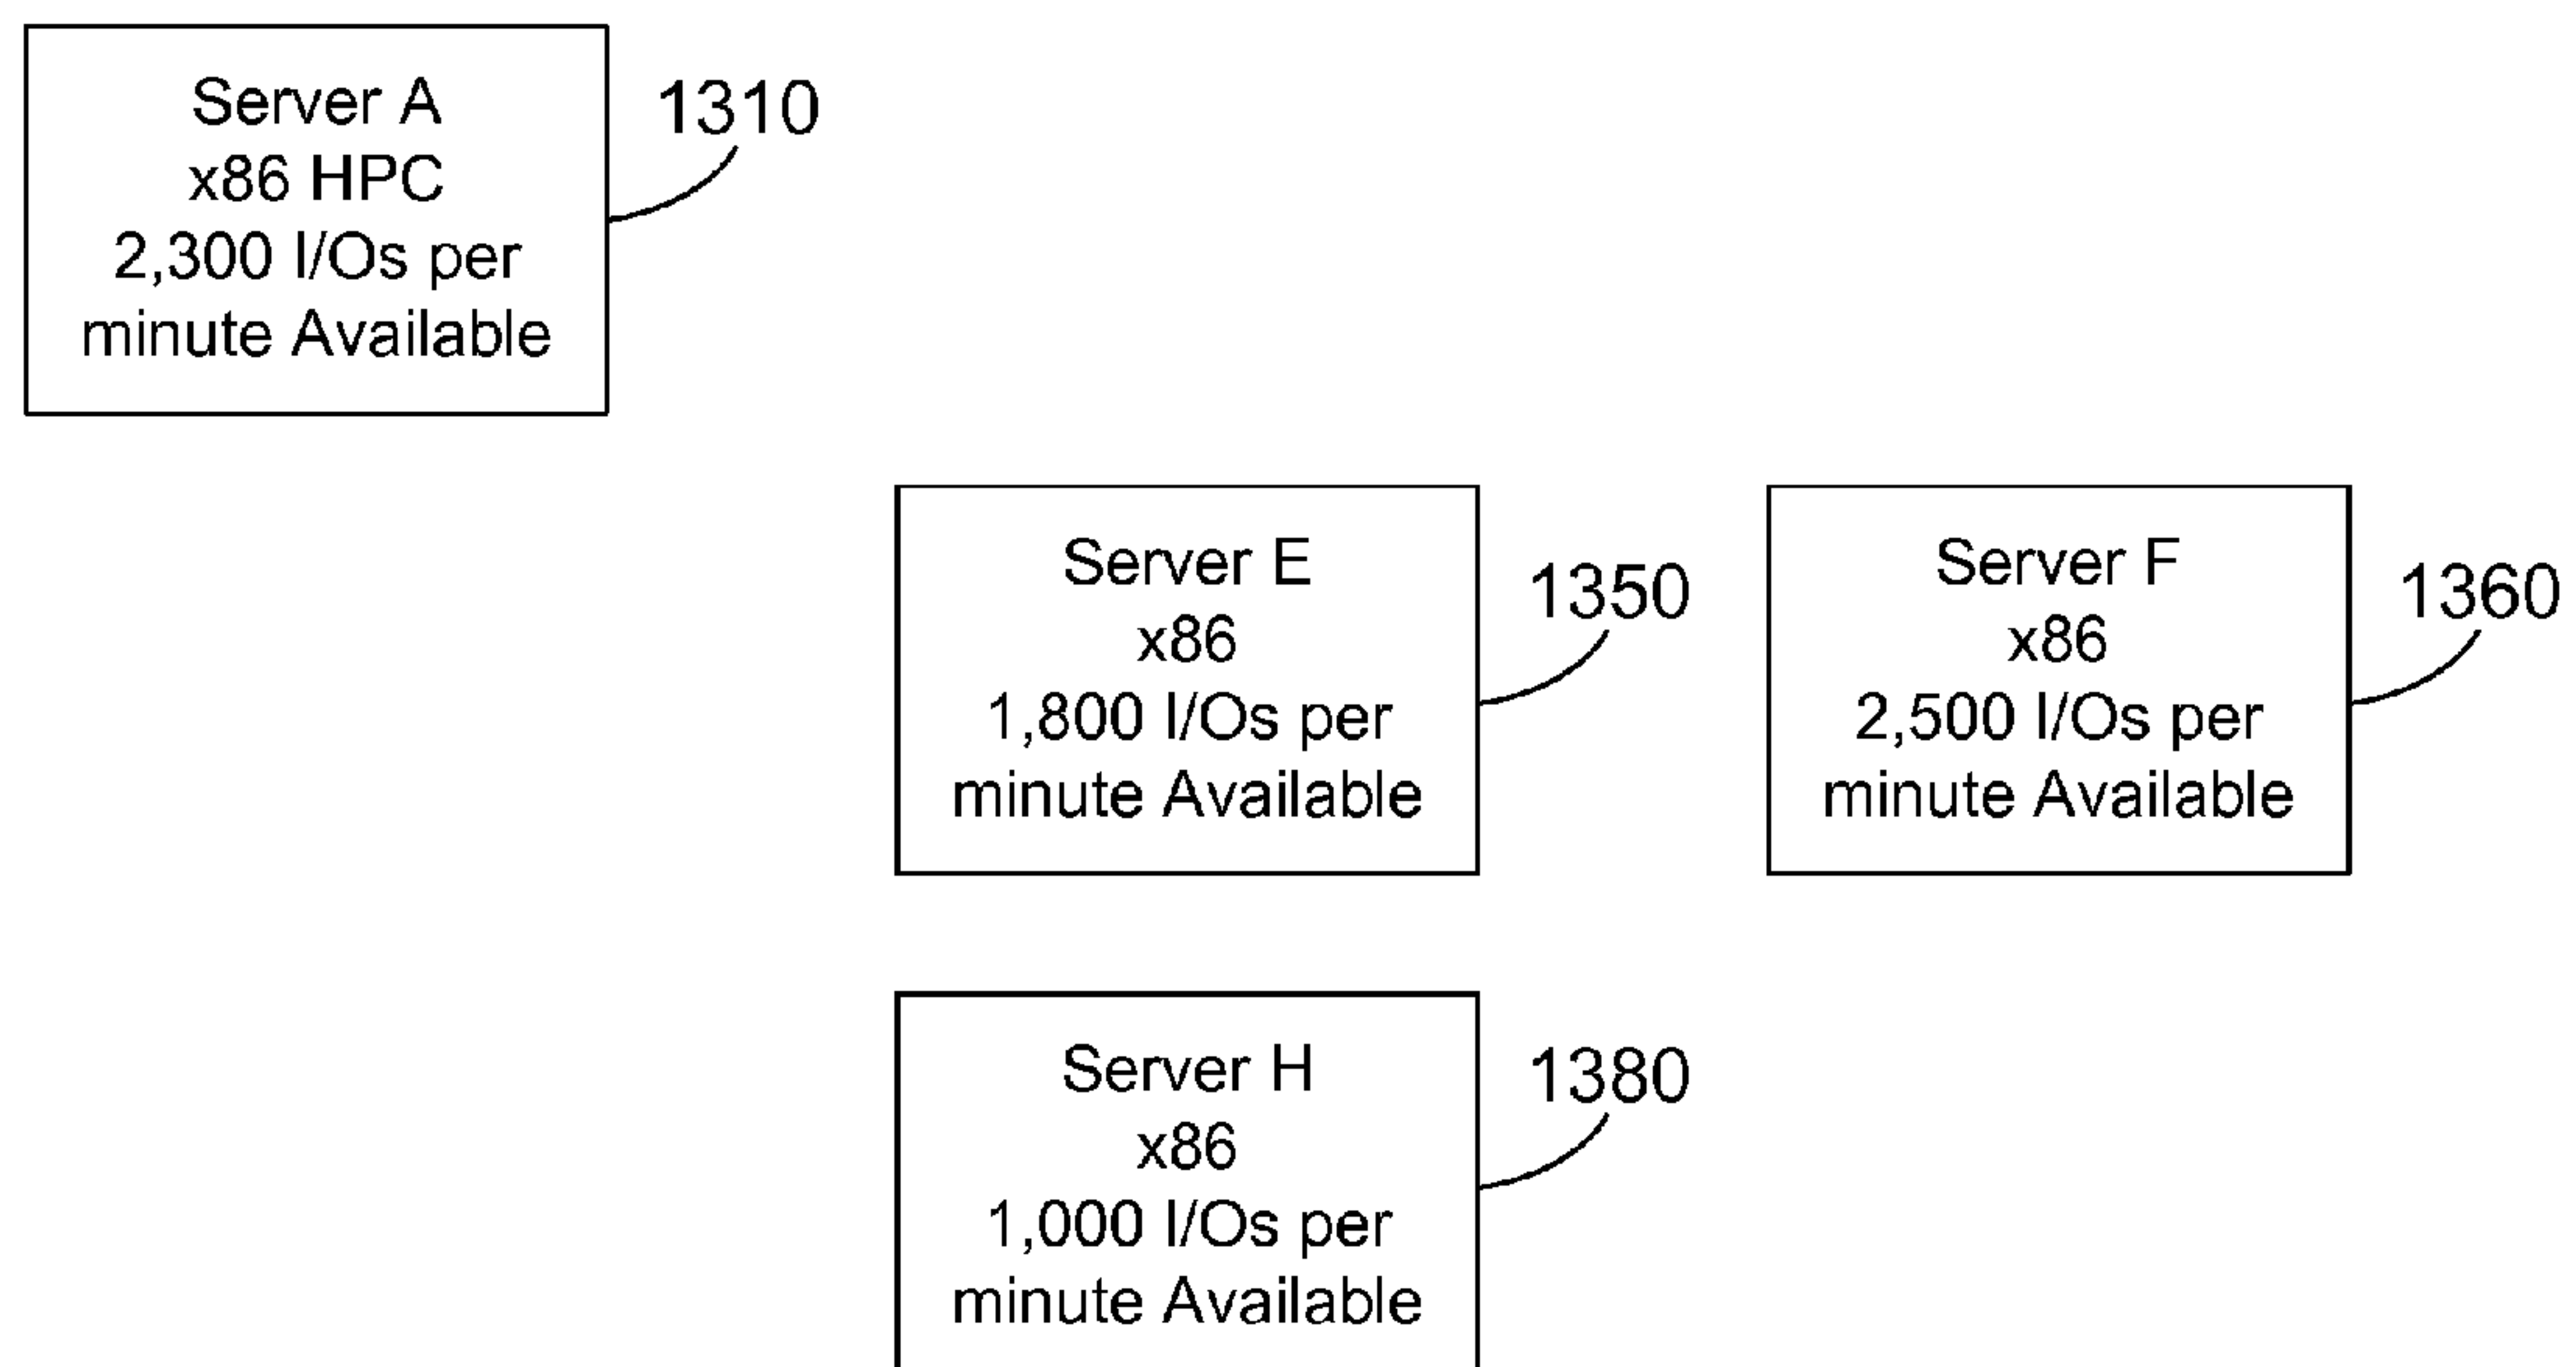 Server A
x86 HPC
2,300 I/Os per
minute Available
1310
Server E
x86
1,800 I/Os per
minute Available
1350
Server F
x86
2,500 I/Os per
minute Available
1360
Server H
x86
1,000 I/Os per
minute Available
1380